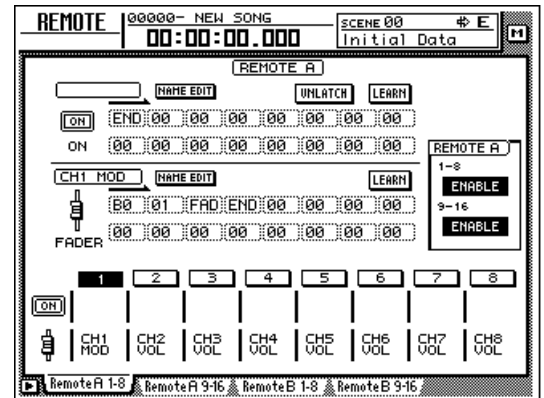 REMOTE
00000- NEW SONG
00:00:00.000
SCENE 00 E
Initial Data
M
REMOTE A
NAME EDIT UNLATCH LEARN
ON END 00 00 00 00 00 00 00
ON 00 00 00 00 00 00 00 00
CH1 MOD NAME EDIT LEARN
B0 01 FAD END 00 00 00 00
00 00 00 00 00 00 00 00
FADER
REMOTE A
1-8
ENABLE
9-16
ENABLE
1 2 3 4 5 6 7 8
ON
CH1 MOD CH2 VOL CH3 VOL CH4 VOL CH5 VOL CH6 VOL CH7 VOL CH8 VOL
RemoteA 1-8 RemoteA 9-16 RemoteB 1-8 RemoteB 9-16